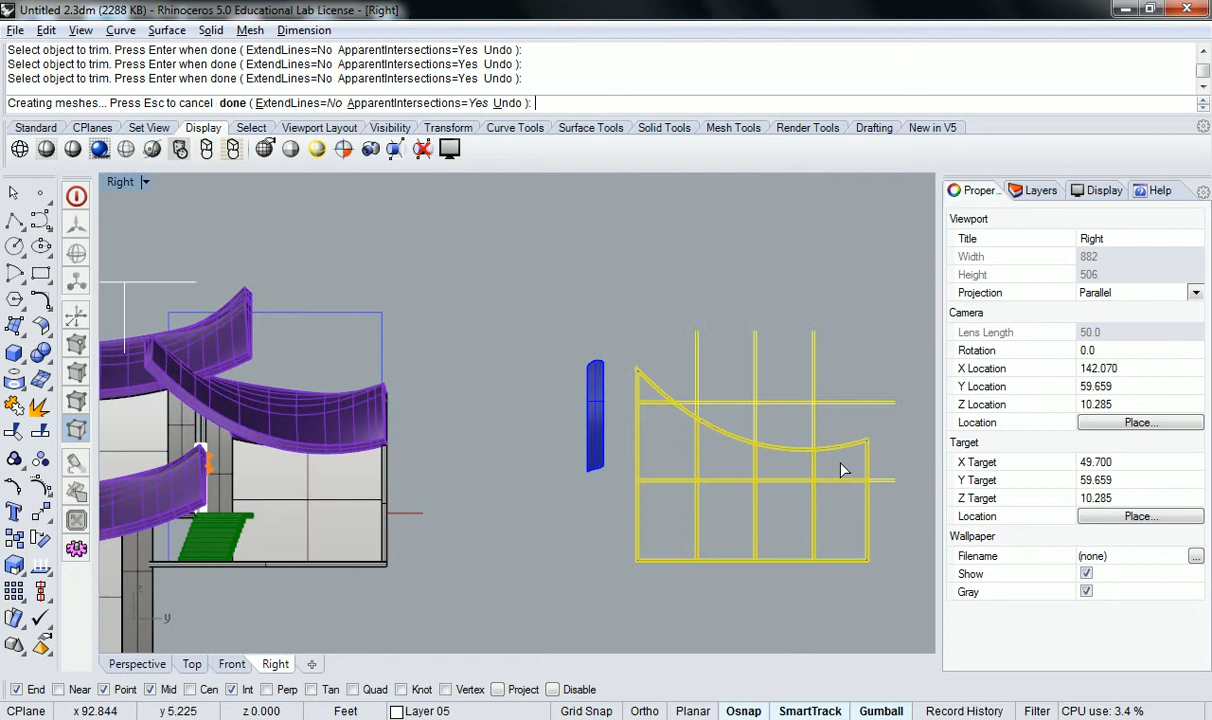 Untitled 2.3dm (2288 KB) - Rhinoceros 5.0 Educational Lab License - [Right]
File Edit View Curve Surface Solid Mesh Dimension
Select object to trim. Press Enter when done ( ExtendLines=No ApparentIntersections=Yes Undo ):
Select object to trim. Press Enter when done ( ExtendLines=No ApparentIntersections=Yes Undo ):
Select object to trim. Press Enter when done ( ExtendLines=No ApparentIntersections=Yes Undo ):
Creating meshes... Press Esc to cancel done ( ExtendLines=No ApparentIntersections=Yes Undo ):
Standard CPlanes Set View Display Select Viewport Layout Visibility Transform Curve Tools Surface Tools Solid Tools Mesh Tools Render Tools Drafting New in V5
Right
Proper... Layers Display Help
Viewport
Title Right
Width 882
Height 506
Projection Parallel
Camera
Lens Length 50.0
Rotation 0.0
X Location 142.070
Y Location 59.659
Z Location 10.285
Location Place...
Target
X Target 49.700
Y Target 59.659
Z Target 10.285
Location Place...
Wallpaper
Filename (none) ...
Show
Gray
y
Perspective Top Front Right
End Near Point Mid Cen Int Perp Tan Quad Knot Vertex Project Disable
CPlane x 92.844 y 5.225 z 0.000 Feet Layer 05 Grid Snap Ortho Planar Osnap SmartTrack Gumball Record History Filter CPU use: 3.4 %